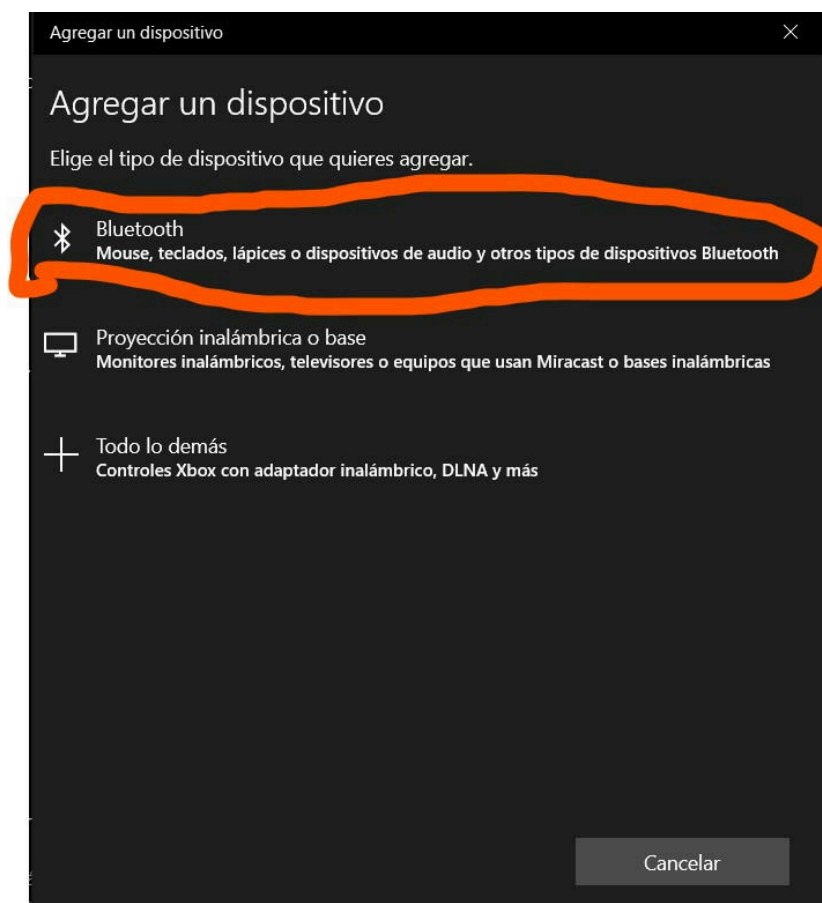 Agregar un dispositivo
Agregar un dispositivo
Elige el tipo de dispositivo que quieres agregar.
Bluetooth
Mouse, teclados, lápices o dispositivos de audio y otros tipos de dispositivos Bluetooth
Proyección inalámbrica o base
Monitores inalámbricos, televisores o equipos que usan Miracast o bases inalámbricas
Todo lo demás
Controles Xbox con adaptador inalámbrico, DLNA y más
Cancelar